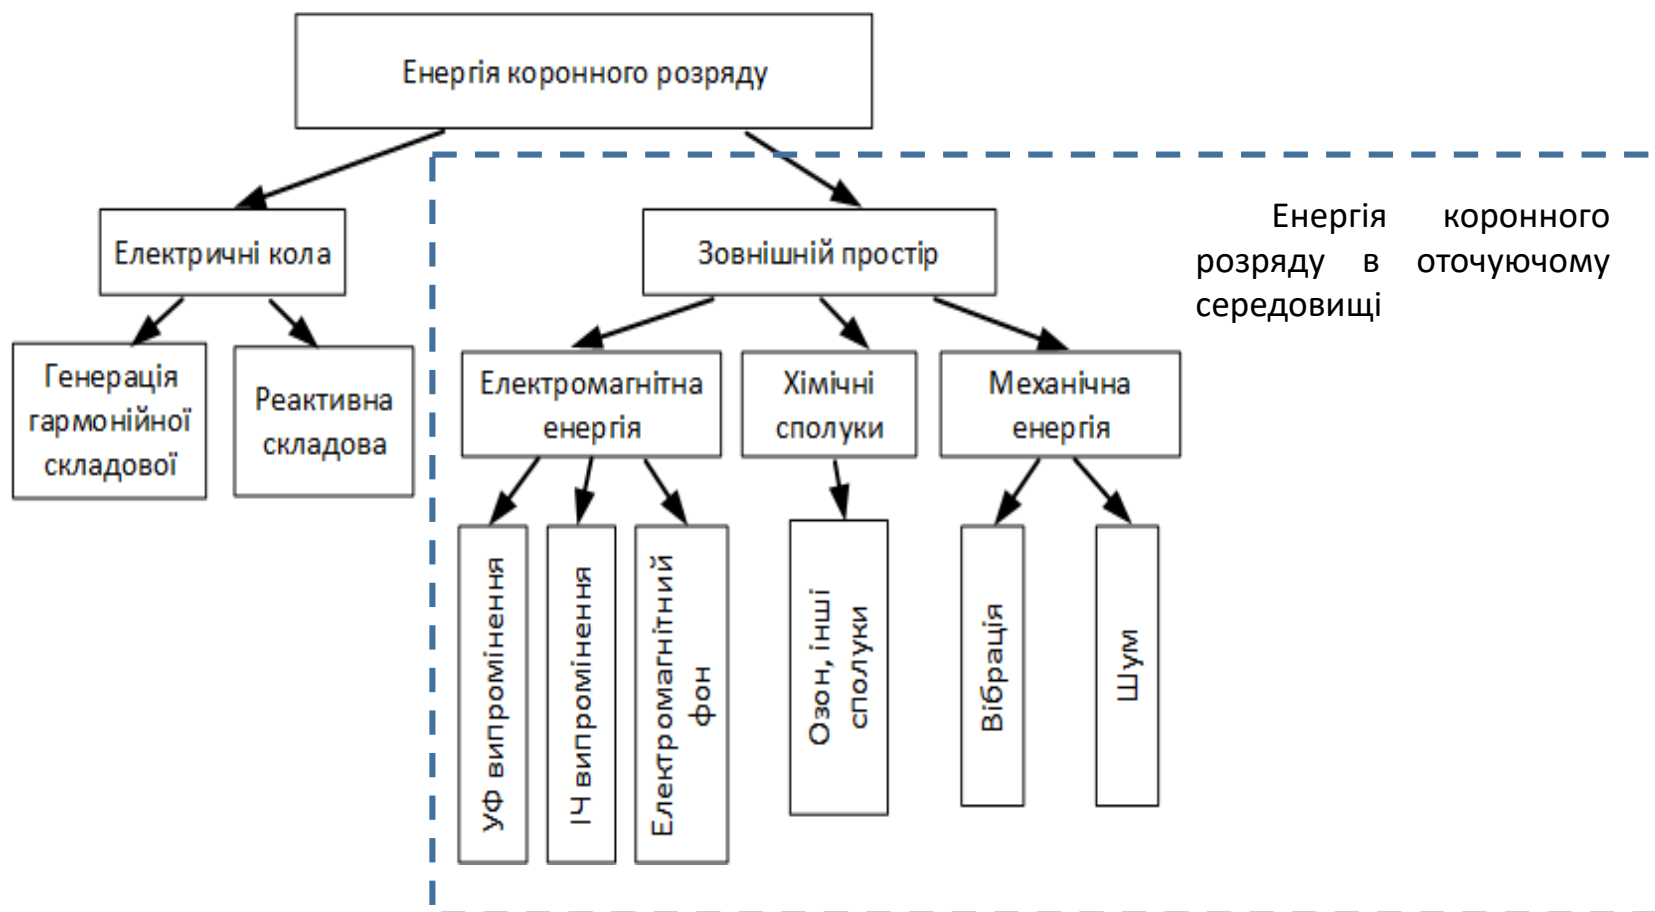 Енергія коронного розряду
Електричні кола
Зовнішній простір
Енергія коронного
розряду в оточуючому
середовищі
Генерація
гармонійної
складової
Реактивна
складова
Електромагнітна
енергія
Хімічні
сполуки
Механічна
енергія
УФ випромінення
ІЧ випромінення
Електромагнітний
фон
Озон, інші
сполуки
Вібрація
Шум